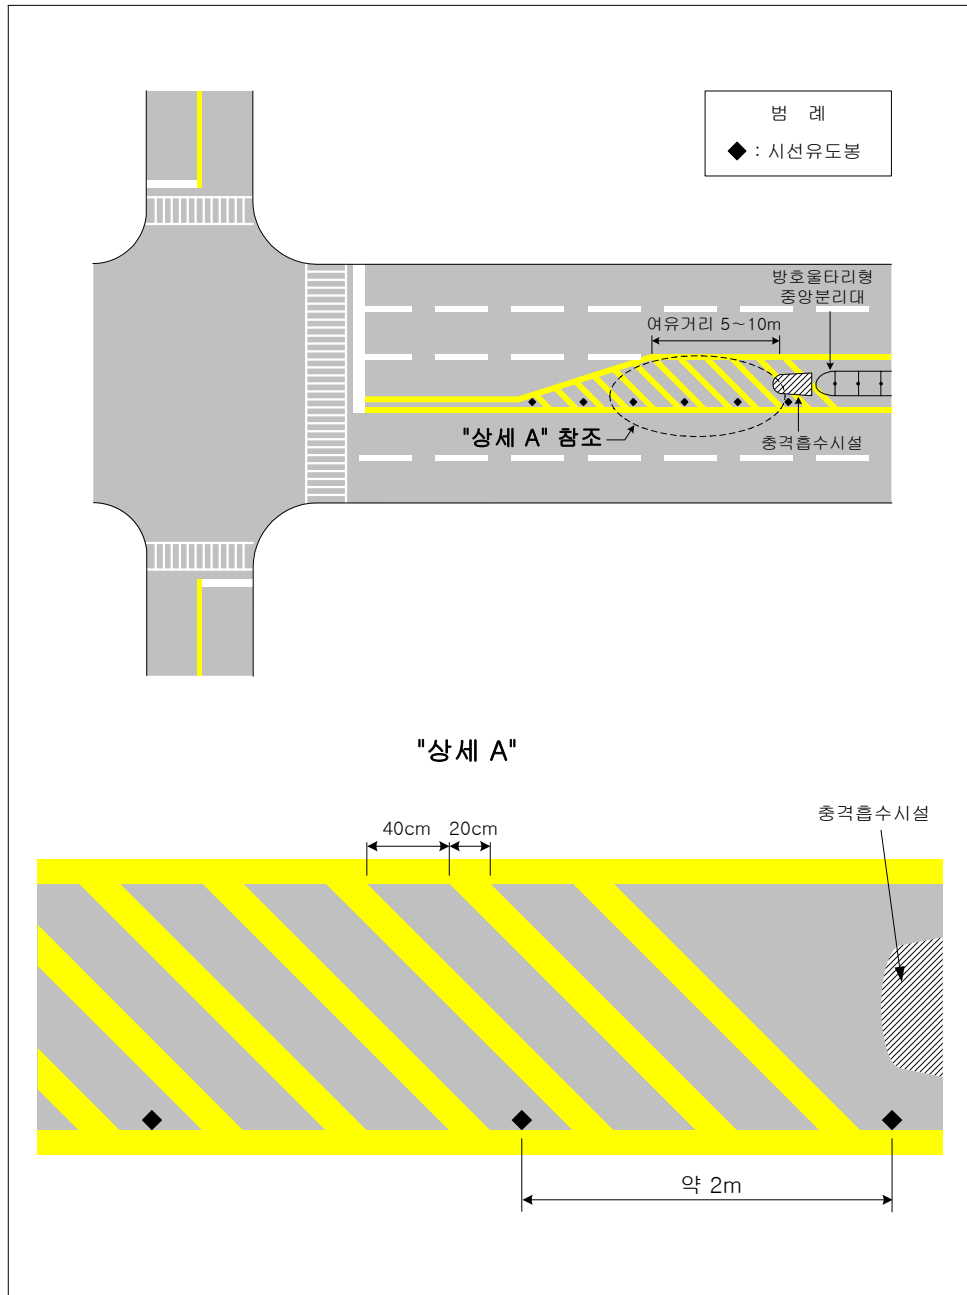 범 례
◆ : 시선유도봉
방호울타리형
중앙분리대
여유거리 5~10m
"상세 A" 참조
충격흡수시설
"상세 A"
40cm
20cm
충격흡수시설
약 2m